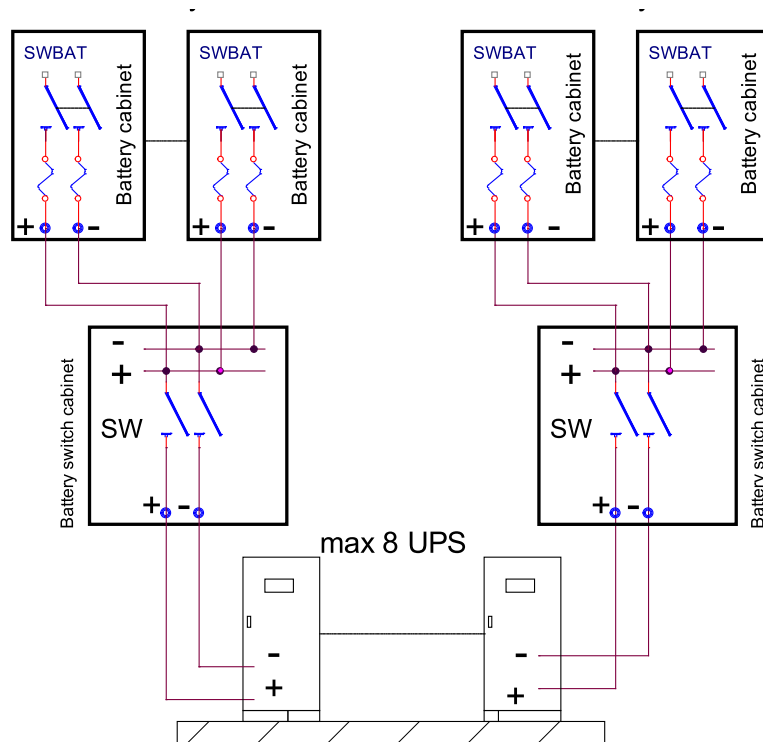 SWBAT
Battery cabinet
SWBAT
Battery cabinet
SWBAT
Battery cabinet
SWBAT
Battery cabinet
+ -
+ -
+ -
+ -
-
+
SW
Battery switch cabinet
+ -
-
+
SW
Battery switch cabinet
+ -
max 8 UPS
-
+
-
+